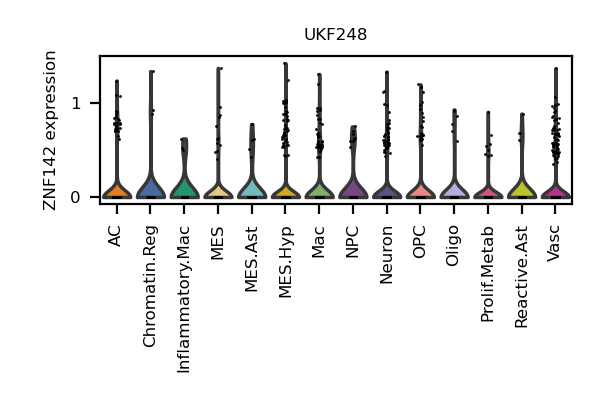 UKF248
ZNF142 expression
1
0
AC
Chromatin.Reg
Inflammatory.Mac
MES
MES.Ast
MES.Hyp
Mac
NPC
Neuron
OPC
Oligo
Prolif.Metab
Reactive.Ast
Vasc